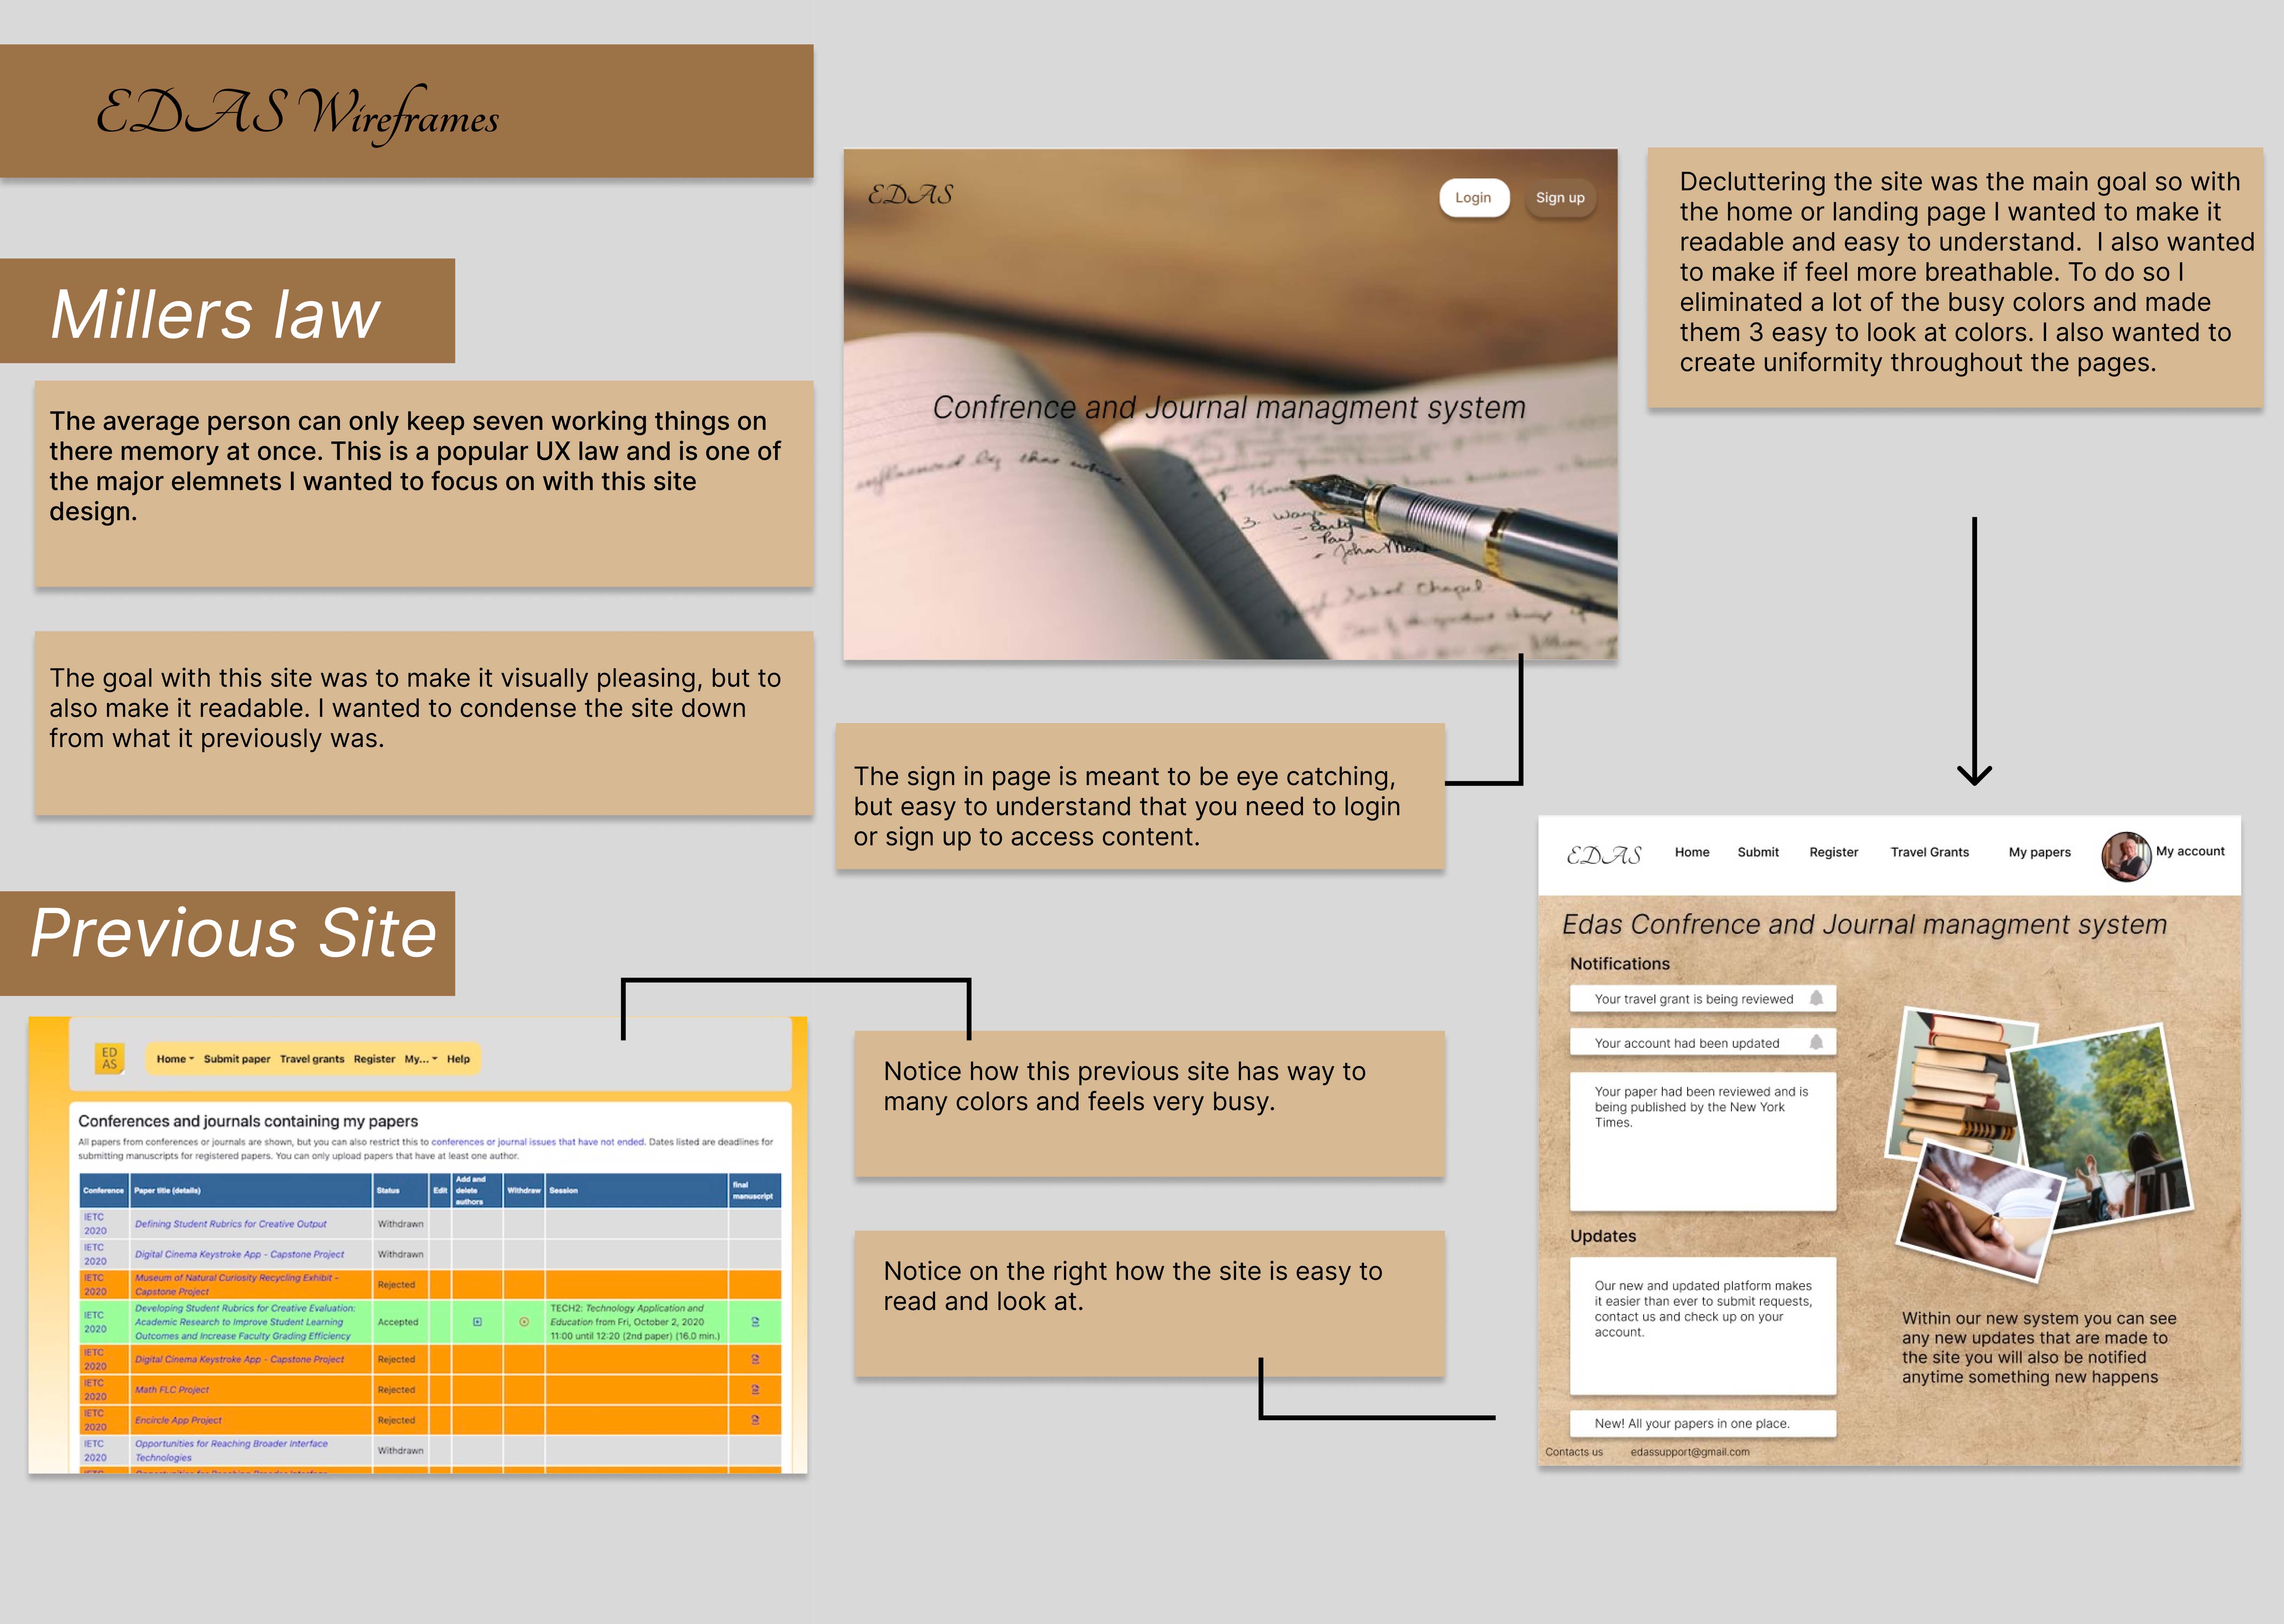 EDAS Wireframes
Millers law
The average person can only keep seven working things on
there memory at once. This is a popular UX law and is one of
the major elemnets I wanted to focus on with this site
design.
The goal with this site was to make it visually pleasing, but to
also make it readable. I wanted to condense the site down
from what it previously was.
EDAS
Login
Sign up
Confrence and Journal managment system
influenced by
3. Ways
- Early
- Paul
- John Mark
Decluttering the site was the main goal so with
the home or landing page I wanted to make it
readable and easy to understand.  I also wanted
to make if feel more breathable. To do so I
eliminated a lot of the busy colors and made
them 3 easy to look at colors. I also wanted to
create uniformity throughout the pages.
The sign in page is meant to be eye catching,
but easy to understand that you need to login
or sign up to access content.
Previous Site
ED
AS
Home Submit paper Travel grants Register My... Help
Conferences and journals containing my papers
All papers from conferences or journals are shown, but you can also restrict this to conferences or journal issues that have not ended. Dates listed are deadlines for
submitting manuscripts for registered papers. You can only upload papers that have at least one author.
Conference Paper title (details) Status Edit Add and delete authors Withdraw Session final manuscript
IETC 2020 Defining Student Rubrics for Creative Output Withdrawn
IETC 2020 Digital Cinema Keystroke App - Capstone Project Withdrawn
IETC 2020 Museum of Natural Curiosity Recycling Exhibit - Capstone Project Rejected
IETC 2020 Developing Student Rubrics for Creative Evaluation: Academic Research to Improve Student Learning Outcomes and Increase Faculty Grading Efficiency Accepted TECH2: Technology Application and Education from Fri, October 2, 2020 11:00 until 12:20 (2nd paper) (16.0 min.)
IETC 2020 Digital Cinema Keystroke App - Capstone Project Rejected
IETC 2020 Math FLC Project Rejected
IETC 2020 Encircle App Project Rejected
IETC 2020 Opportunities for Reaching Broader Interface Technologies Withdrawn
Notice how this previous site has way to
many colors and feels very busy.
Notice on the right how the site is easy to
read and look at.
EDAS
Home Submit Register Travel Grants My papers My account
Edas Confrence and Journal managment system
Notifications
Your travel grant is being reviewed
Your account had been updated
Your paper had been reviewed and is
being published by the New York
Times.
Updates
Our new and updated platform makes
it easier than ever to submit requests,
contact us and check up on your
account.
New! All your papers in one place.
Within our new system you can see
any new updates that are made to
the site you will also be notified
anytime something new happens
Contacts us edassupport@gmail.com